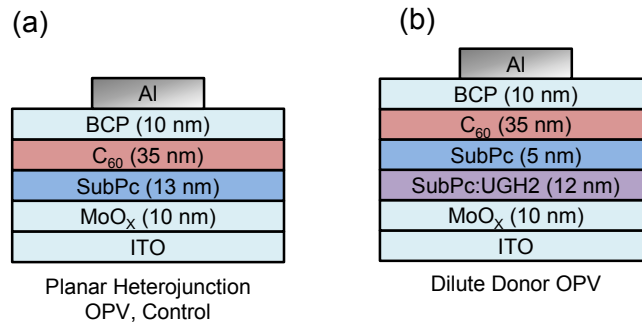 (a)
Al
BCP (10 nm)
C60 (35 nm)
SubPc (13 nm)
MoOX (10 nm)
ITO
Planar Heterojunction
OPV, Control
(b)
Al
BCP (10 nm)
C60 (35 nm)
SubPc (5 nm)
SubPc:UGH2 (12 nm)
MoOX (10 nm)
ITO
Dilute Donor OPV